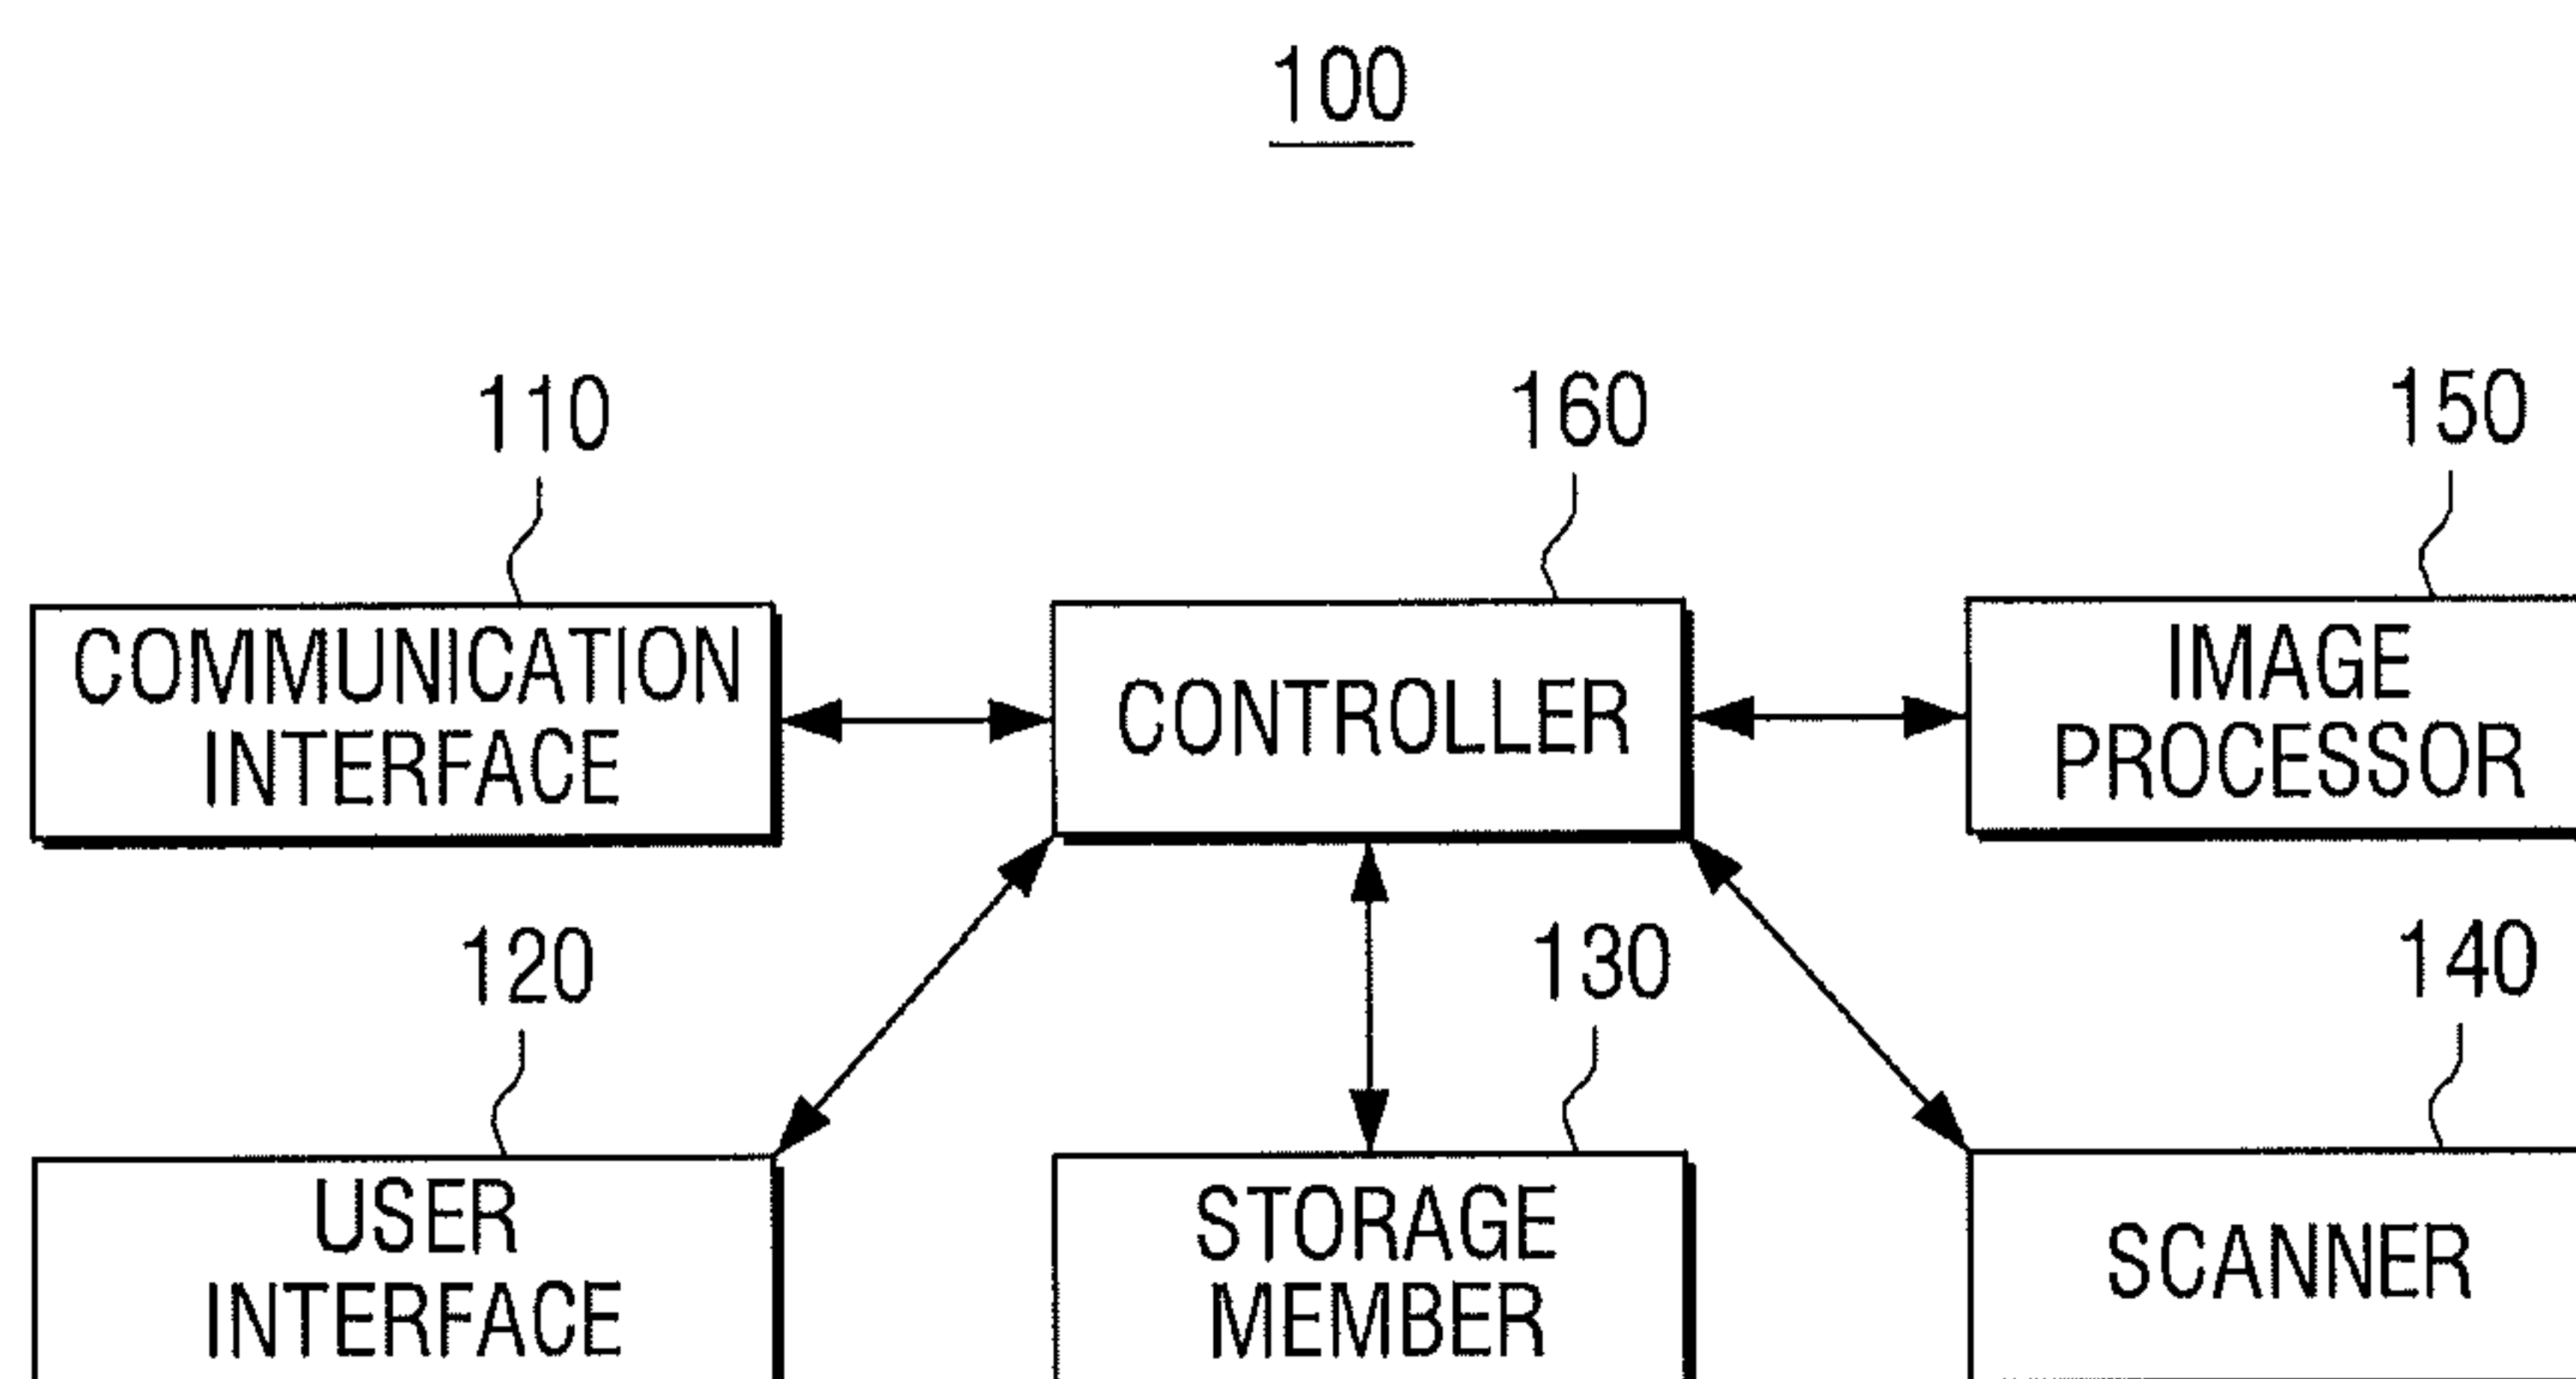 100
110
160
150
COMMUNICATION
INTERFACE
CONTROLLER
IMAGE
PROCESSOR
120
130
140
USER
INTERFACE
STORAGE
MEMBER
SCANNER